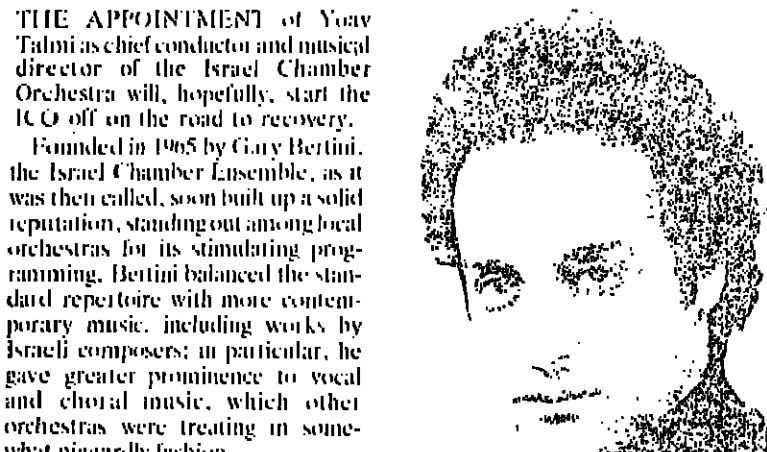 THE APPOINTMENT of Yoav
Talmi as chief conductor and musical
director of the Israel Chamber
Orchestra will, hopefully, start the
ICO off on the road to recovery.
Founded in 1965 by Gary Bertini,
the Israel Chamber Ensemble, as it
was then called, soon built up a solid
reputation, standing out among local
orchestras for its stimulating prog-
ramming. Bertini balanced the stan-
dard repertoire with more contem-
porary music, including works by
Israeli composers; in particular, he
gave greater prominence to vocal
and choral music, which other
orchestras were treating in some-
what niggardly fashion.